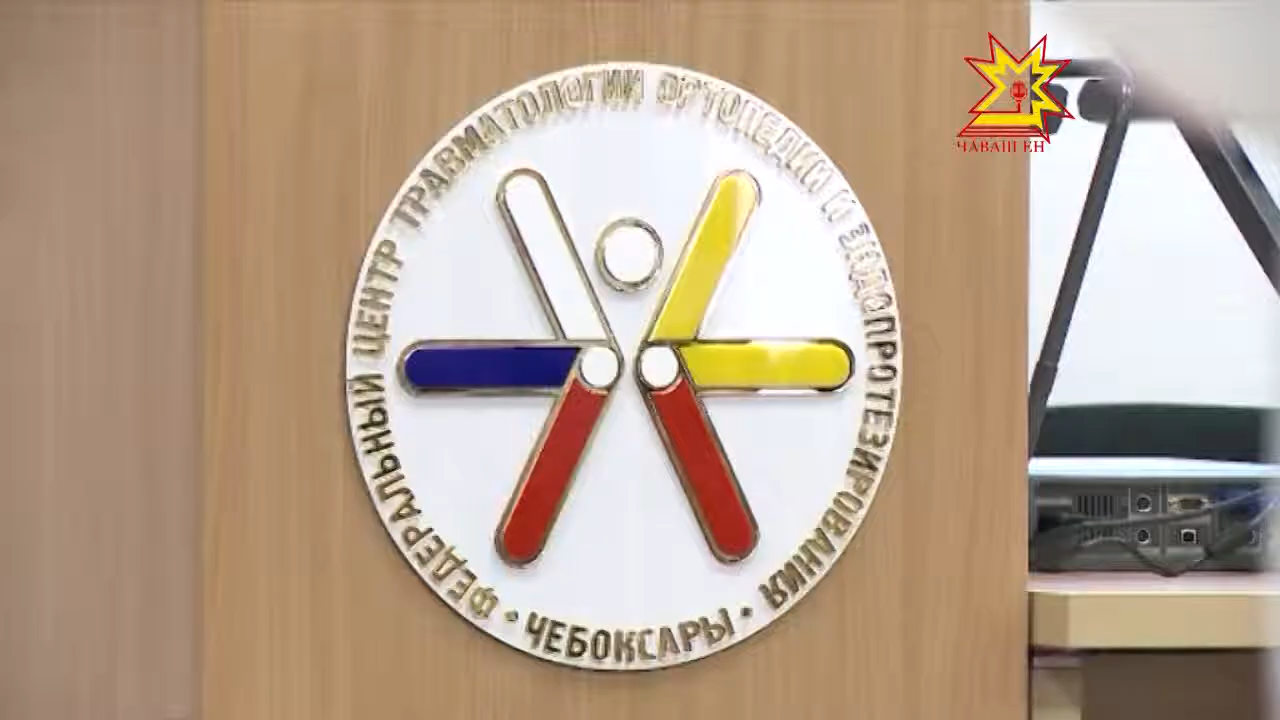 ФЕДЕРАЛЬНЫЙ ЦЕНТР ТРАВМАТОЛОГИИ ОРТОПЕДИИ И ЭНДОПРОТЕЗИРОВАНИЯ
• ЧЕБОКСАРЫ •
ЧӐВАШ ЕН